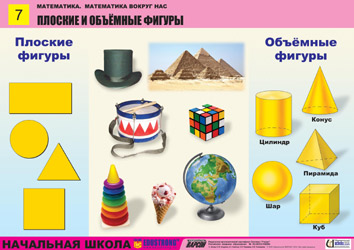 7
МАТЕМАТИКА. МАТЕМАТИКА ВОКРУГ НАС
ПЛОСКИЕ И ОБЪЁМНЫЕ ФИГУРЫ
Плоские
фигуры
Объёмные
фигуры
Цилиндр
Конус
Пирамида
Шар
Куб
НАЧАЛЬНАЯ ШКОЛА